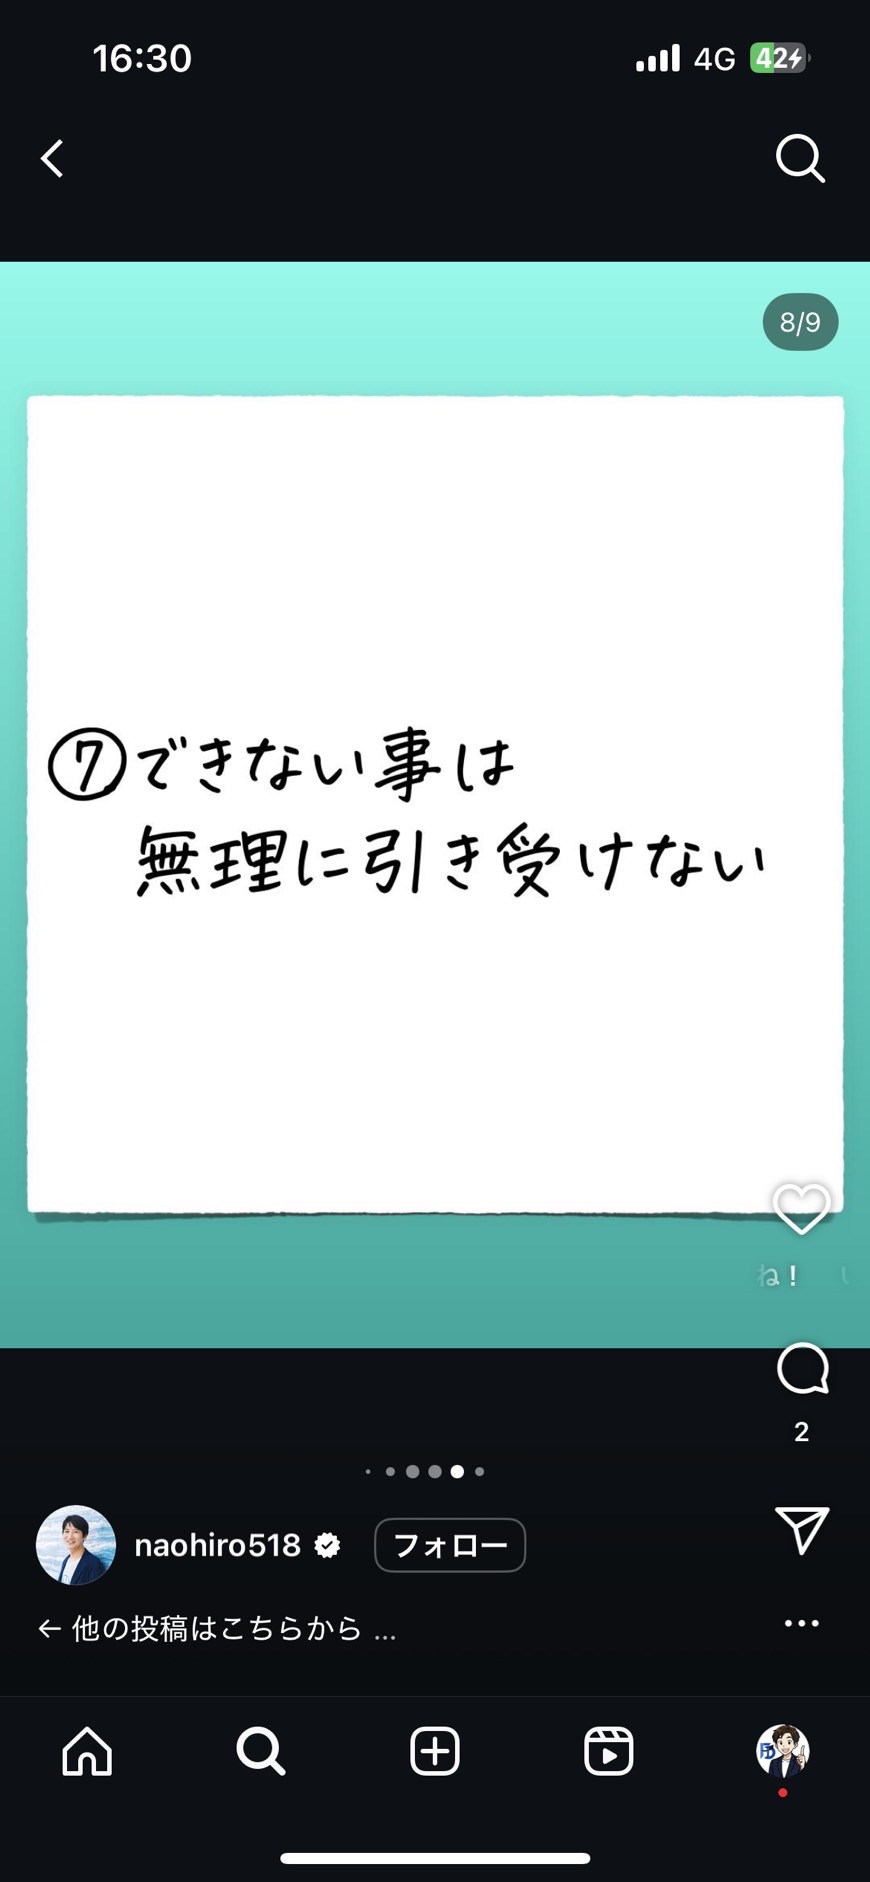 16:30
4G
42
8/9
⑦できない事は
無理に引き受けない
ね！
2
naohiro518
フォロー
← 他の投稿はこちらから ...